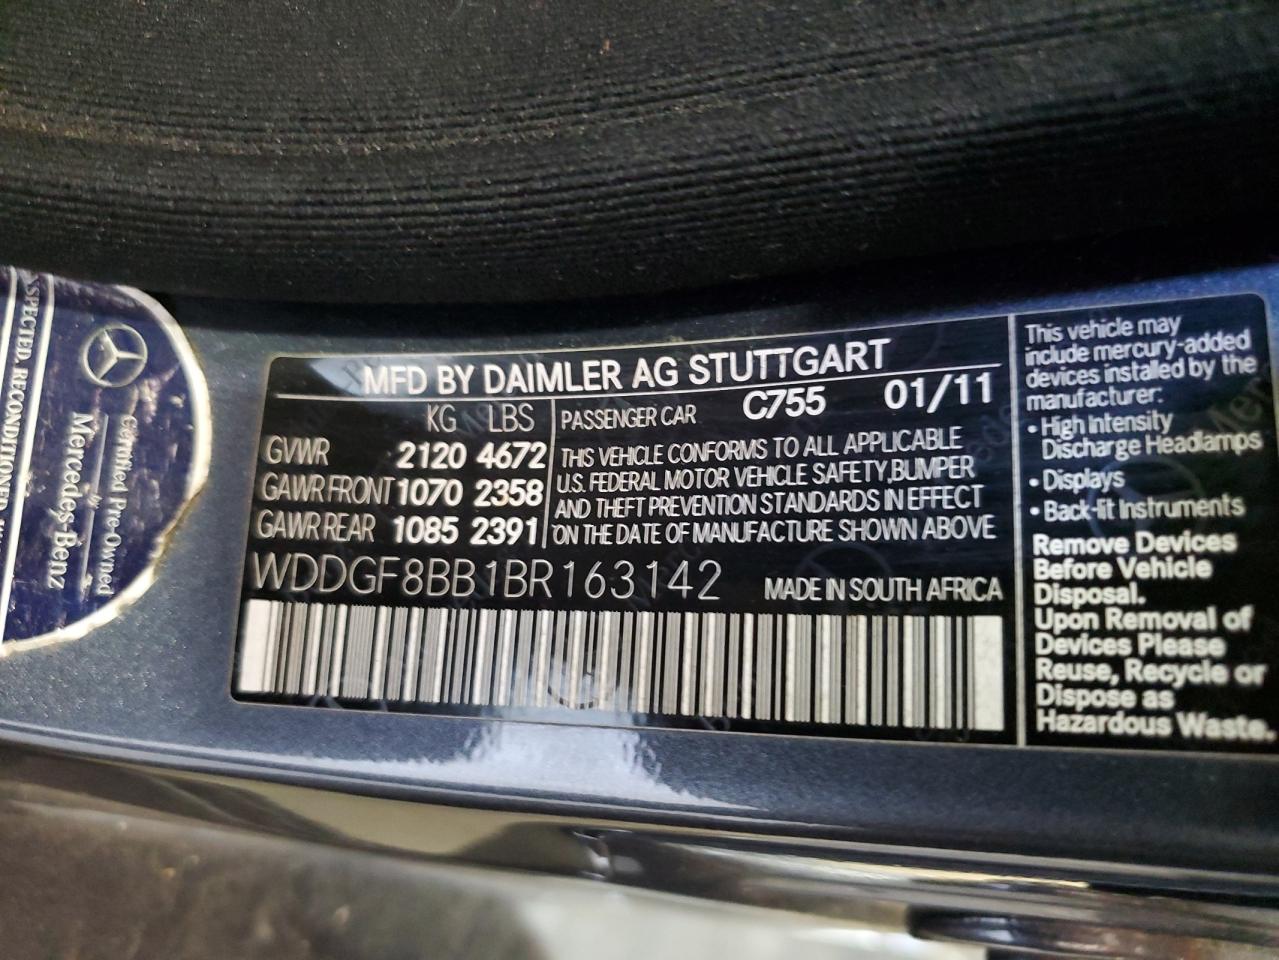 SPECTED. RECONDITIONED.
Certified Pre-Owned
by
Mercedes-Benz
MFD BY DAIMLER AG STUTTGART
KG LBS
PASSENGER CAR C755 01/11
GVWR 2120 4672
GAWR FRONT 1070 2358
GAWR REAR 1085 2391
THIS VEHICLE CONFORMS TO ALL APPLICABLE
U.S. FEDERAL MOTOR VEHICLE SAFETY,BUMPER
AND THEFT PREVENTION STANDARDS IN EFFECT
ON THE DATE OF MANUFACTURE SHOWN ABOVE
WDDGF8BB1BR163142 MADE IN SOUTH AFRICA
This vehicle may
include mercury-added
devices installed by the
manufacturer:
• High Intensity
Discharge Headlamps
• Displays
• Back-lit Instruments
Remove Devices
Before Vehicle
Disposal.
Upon Removal of
Devices Please
Reuse, Recycle or
Dispose as
Hazardous Waste.